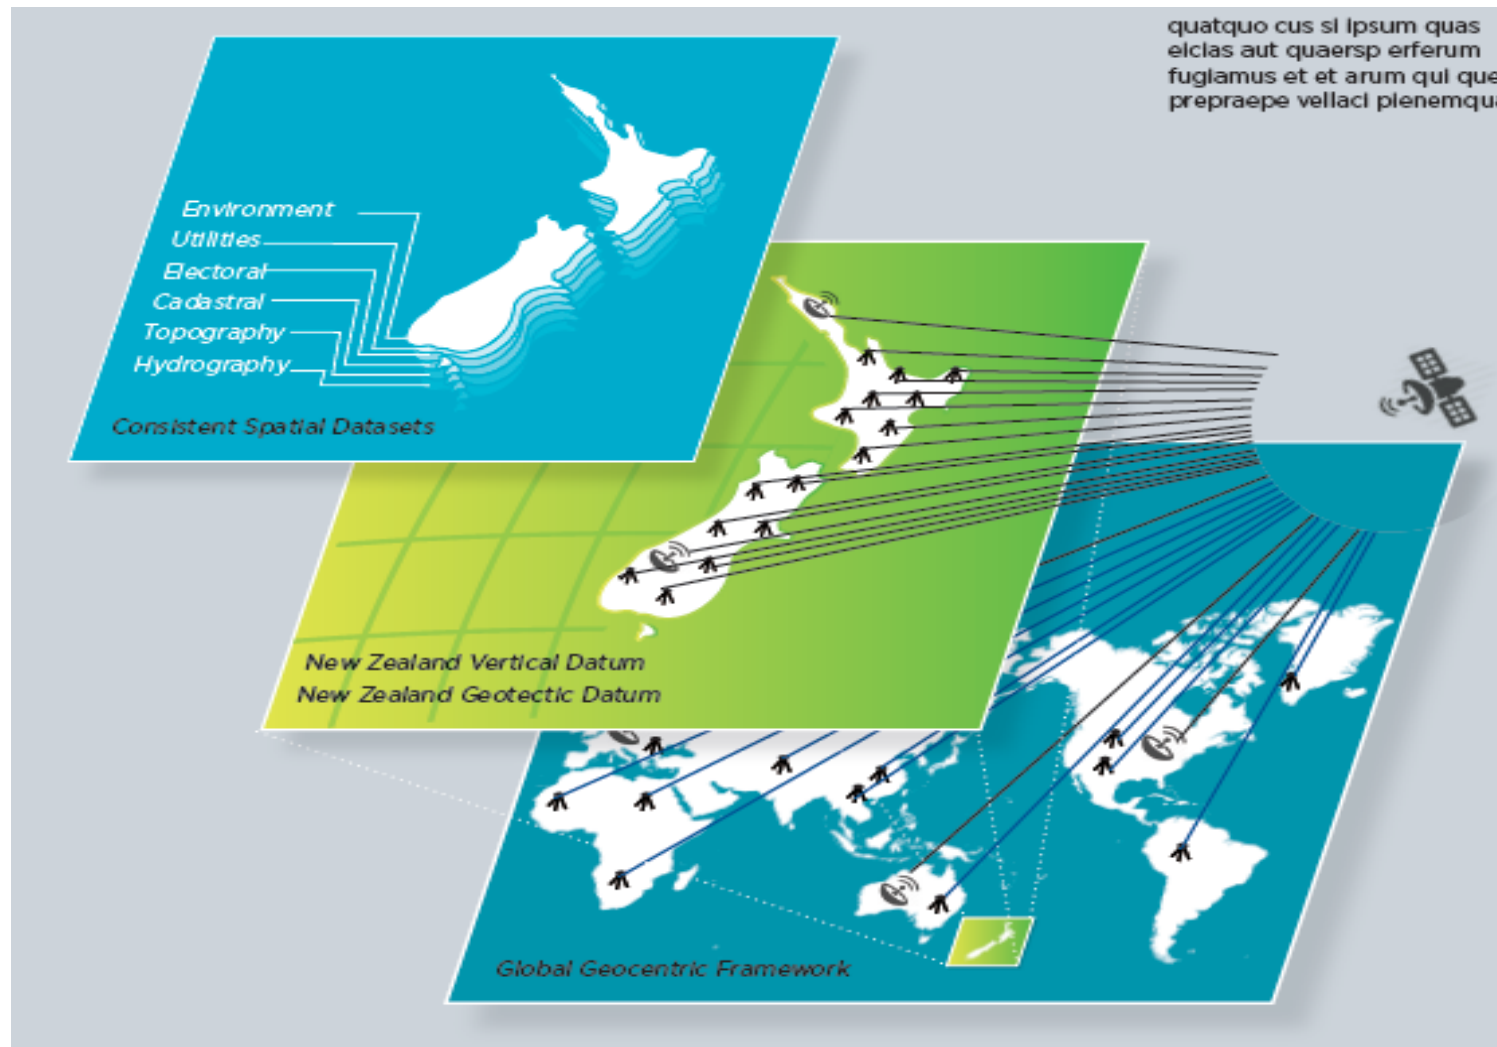 quatquo cus si ipsum quas
eicias aut quaersp erferum
fugiamus et et arum qui que
prepraepe vellaci pienemqua
Environment
Utilities
Electoral
Cadastral
Topography
Hydrography
Consistent Spatial Datasets
New Zealand Vertical Datum
New Zealand Geotectic Datum
Global Geocentric Framework